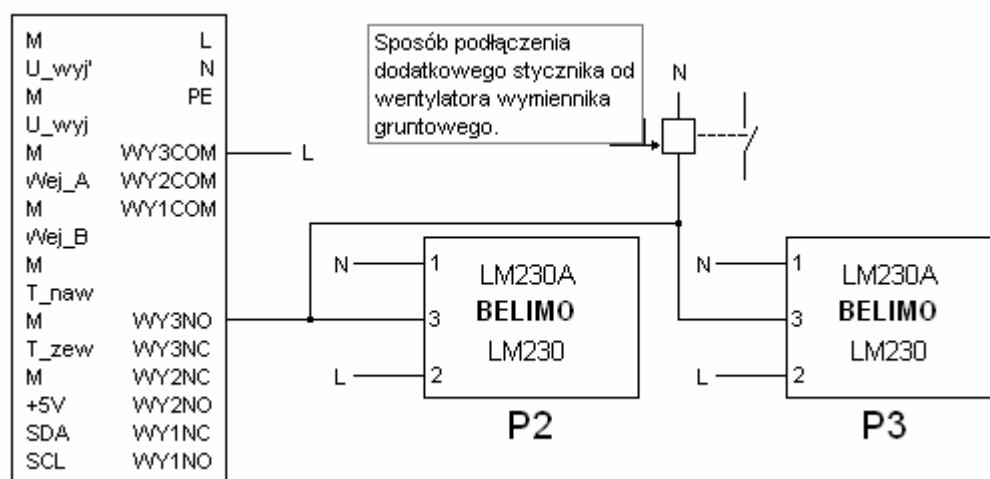 M L
U_wyj' N
M PE
U_wyj
M WY3COM L
Wej_A WY2COM
M WY1COM
Wej_B
M
T_naw
M WY3NO
T_zew WY3NC
M WY2NC
+5V WY2NO
SDA WY1NC
SCL WY1NO
Sposób podłączenia
dodatkowego stycznika od
wentylatora wymiennika
gruntowego.
N
N 1 LM230A
BELIMO
3
LM230
L 2
P2
N 1 LM230A
BELIMO
3
LM230
L 2
P3